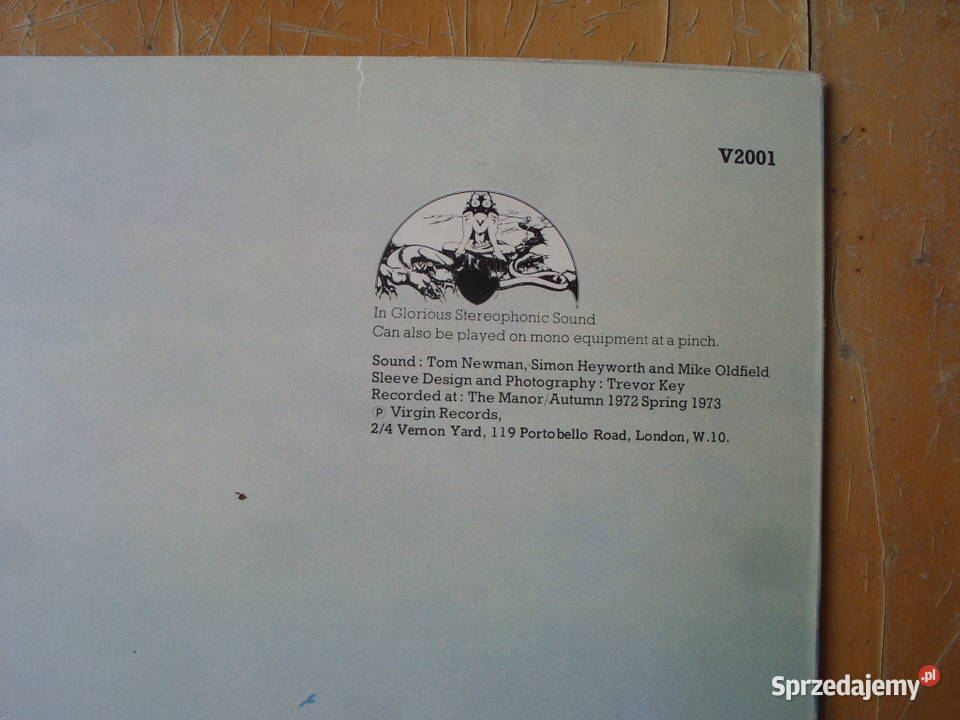 V2001
In Glorious Stereophonic Sound
Can also be played on mono equipment at a pinch.
Sound : Tom Newman, Simon Heyworth and Mike Oldfield
Sleeve Design and Photography : Trevor Key
Recorded at : The Manor/Autumn 1972 Spring 1973
Ⓟ Virgin Records,
2/4 Vernon Yard, 119 Portobello Road, London, W.10.
Sprzedajemy.pl